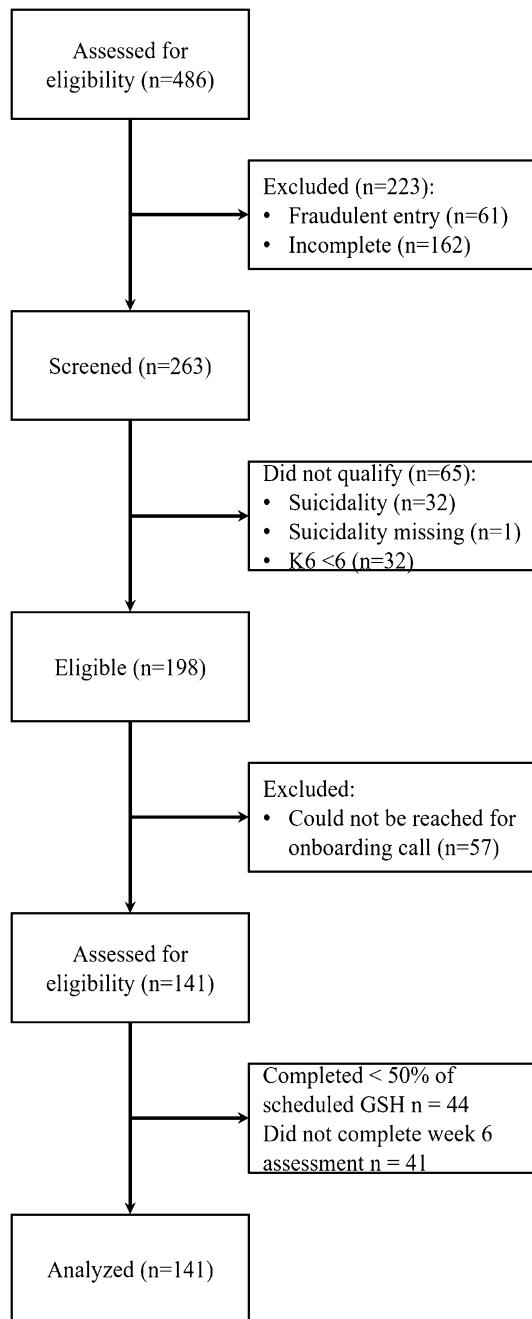 Assessed for
eligibility (n=486)
Excluded (n=223):
• Fraudulent entry (n=61)
• Incomplete (n=162)
Screened (n=263)
Did not qualify (n=65):
• Suicidality (n=32)
• Suicidality missing (n=1)
• K6 <6 (n=32)
Eligible (n=198)
Excluded:
• Could not be reached for
onboarding call (n=57)
Assessed for
eligibility (n=141)
Completed < 50% of
scheduled GSH n = 44
Did not complete week 6
assessment n = 41
Analyzed (n=141)